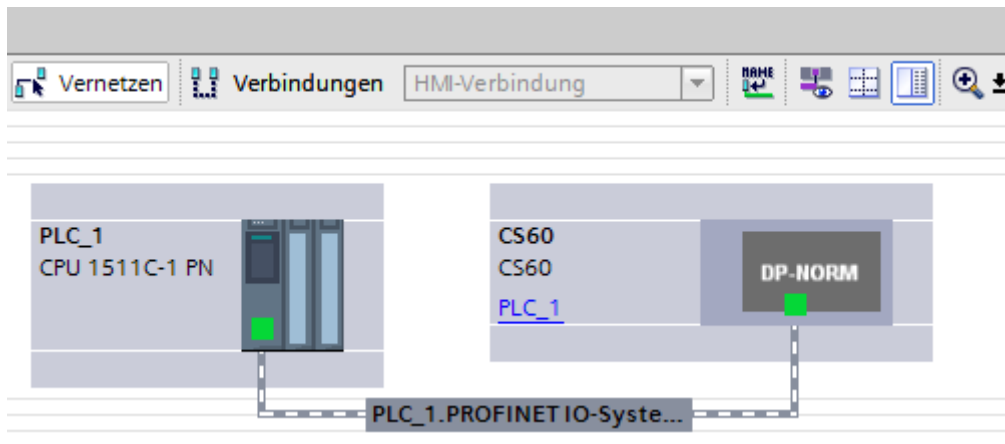 Vernetzen Verbindungen HMI-Verbindung NAME
PLC_1
CPU 1511C-1 PN
CS60
CS60
PLC_1
DP-NORM
PLC_1.PROFINET IO-Syste...